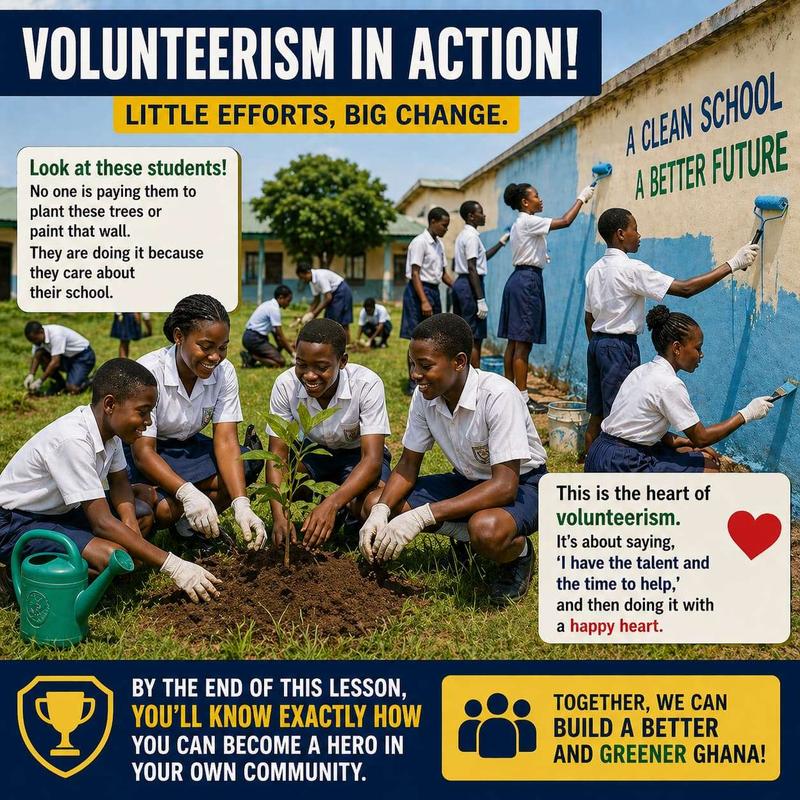 VOLUNTEERISM IN ACTION!
LITTLE EFFORTS, BIG CHANGE.
Look at these students!
No one is paying them to
plant these trees or
paint that wall.
They are doing it because
they care about
their school.
A CLEAN SCHOOL
A BETTER FUTURE
This is the heart of
volunteerism.
It's about saying,
'I have the talent and
the time to help,'
and then doing it with
a happy heart.
BY THE END OF THIS LESSON,
YOU'LL KNOW EXACTLY HOW
YOU CAN BECOME A HERO IN
YOUR OWN COMMUNITY.
TOGETHER, WE CAN
BUILD A BETTER
AND GREENER GHANA!